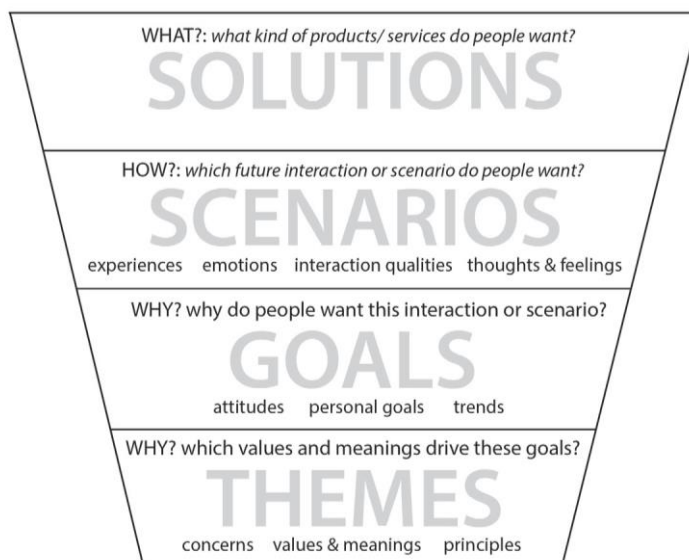 WHAT?: what kind of products/ services do people want?
SOLUTIONS
HOW?: which future interaction or scenario do people want?
SCENARIOS
experiences emotions interaction qualities thoughts & feelings
WHY? why do people want this interaction or scenario?
GOALS
attitudes personal goals trends
WHY? which values and meanings drive these goals?
THEMES
concerns values & meanings principles